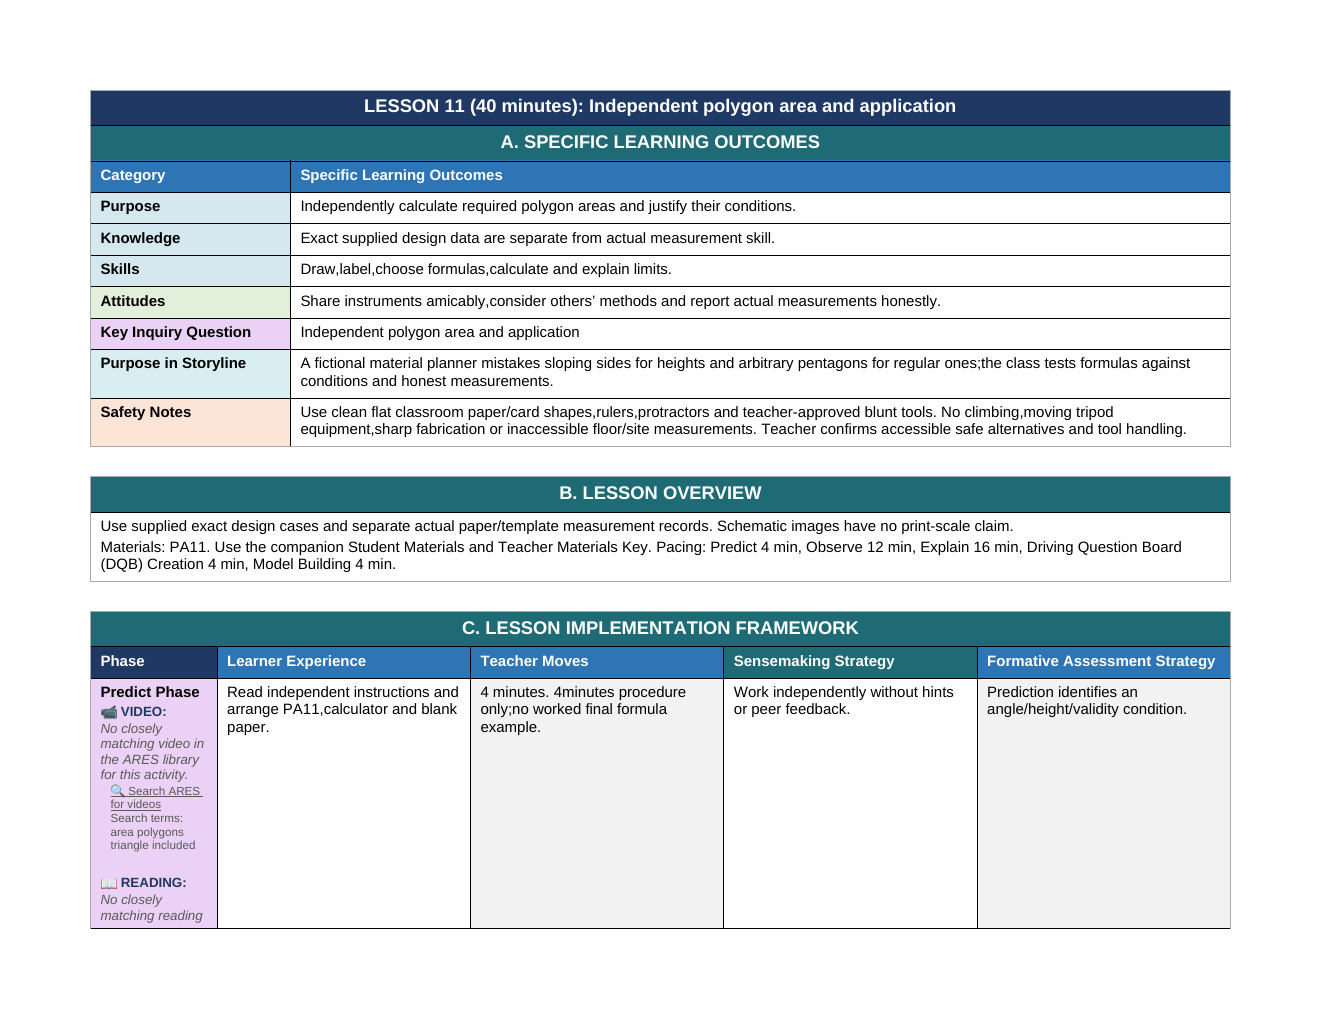 LESSON 11 (40 minutes): Independent polygon area and application
A. SPECIFIC LEARNING OUTCOMES
Category
Specific Learning Outcomes
Purpose
Independently calculate required polygon areas and justify their conditions.
Knowledge
Exact supplied design data are separate from actual measurement skill.
Skills
Draw,label,choose formulas,calculate and explain limits.
Attitudes
Share instruments amicably,consider others’ methods and report actual measurements honestly.
Key Inquiry Question
Independent polygon area and application
Purpose in Storyline
A fictional material planner mistakes sloping sides for heights and arbitrary pentagons for regular ones;the class tests formulas against
conditions and honest measurements.
Safety Notes
Use clean flat classroom paper/card shapes,rulers,protractors and teacher-approved blunt tools. No climbing,moving tripod
equipment,sharp fabrication or inaccessible floor/site measurements. Teacher confirms accessible safe alternatives and tool handling.
B. LESSON OVERVIEW
Use supplied exact design cases and separate actual paper/template measurement records. Schematic images have no print-scale claim.
Materials: PA11. Use the companion Student Materials and Teacher Materials Key. Pacing: Predict 4 min, Observe 12 min, Explain 16 min, Driving Question Board
(DQB) Creation 4 min, Model Building 4 min.
C. LESSON IMPLEMENTATION FRAMEWORK
Phase
Learner Experience
Teacher Moves
Sensemaking Strategy
Formative Assessment Strategy
Predict Phase
📹 VIDEO:
No closely
matching video in
the ARES library
for this activity.
🔍 Search ARES
for videos
Search terms:
area polygons
triangle included
📖 READING:
No closely
matching reading
Read independent instructions and
arrange PA11,calculator and blank
paper.
4 minutes. 4minutes procedure
only;no worked final formula
example.
Work independently without hints
or peer feedback.
Prediction identifies an
angle/height/validity condition.